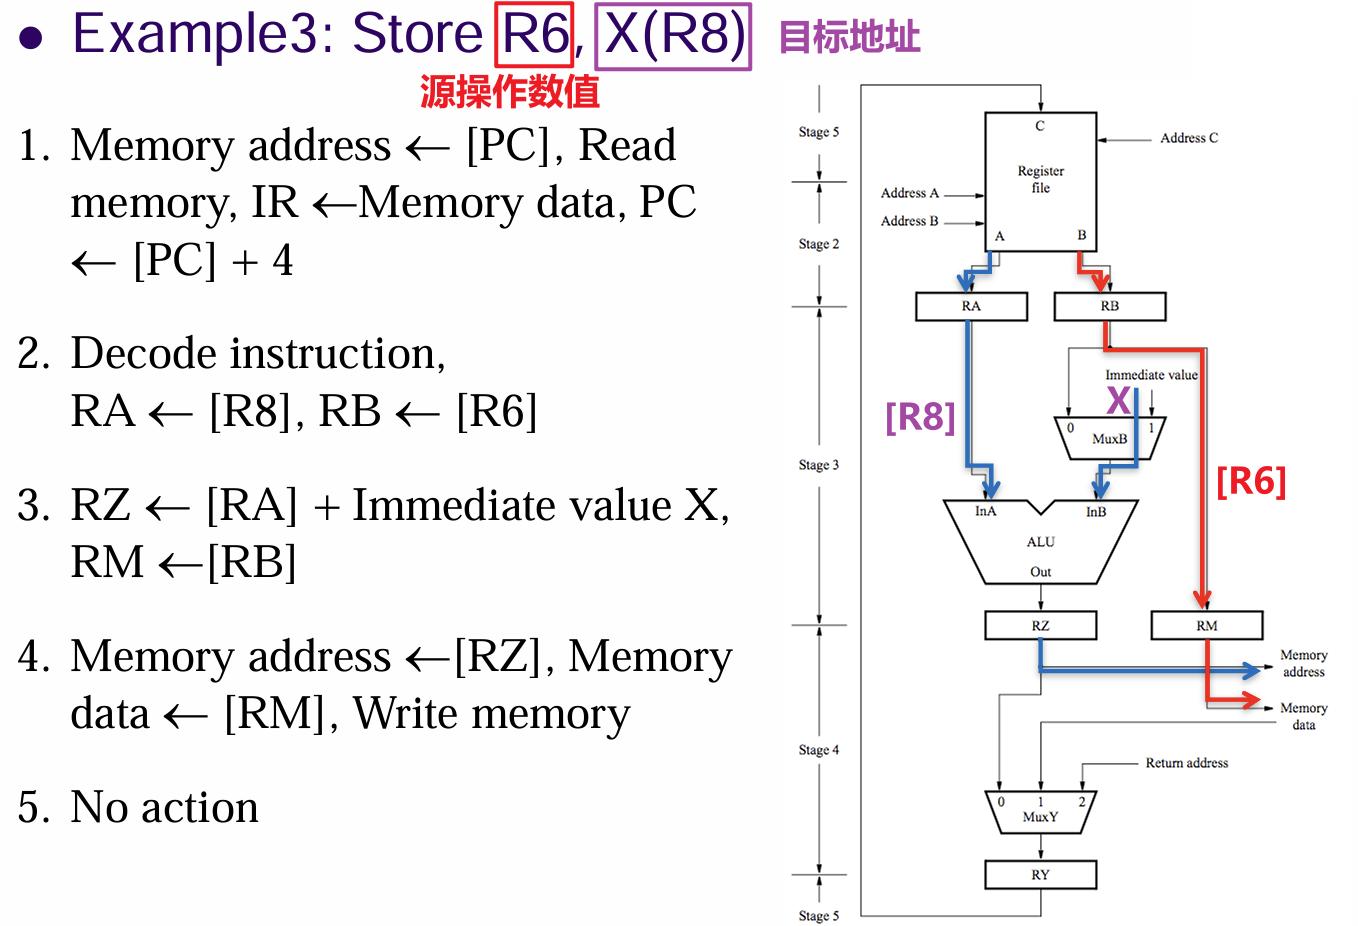 ● Example3: Store R6, X(R8) 目标地址
源操作数值
1. Memory address ← [PC], Read
memory, IR ←Memory data, PC
← [PC] + 4
2. Decode instruction,
RA ← [R8], RB ← [R6]
3. RZ ← [RA] + Immediate value X,
RM ←[RB]
4. Memory address ←[RZ], Memory
data ← [RM], Write memory
5. No action
Stage 5
C
Address C
Register
file
Address A
Address B
A
B
Stage 2
RA
RB
Immediate value
X
[R8]
0
1
MuxB
Stage 3
[R6]
InA
InB
ALU
Out
RZ
RM
Memory
address
Memory
data
Stage 4
Return address
0
1
2
MuxY
RY
Stage 5